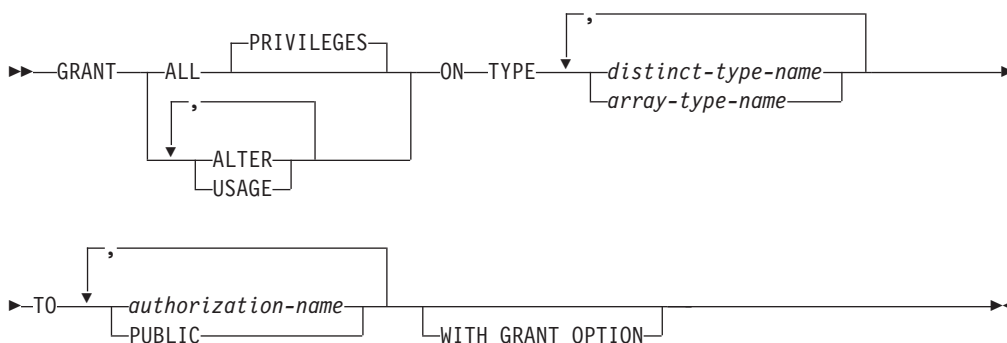 ,
PRIVILEGES
GRANT ALL ON TYPE distinct-type-name
array-type-name
,
ALTER
USAGE
,
TO authorization-name
PUBLIC WITH GRANT OPTION